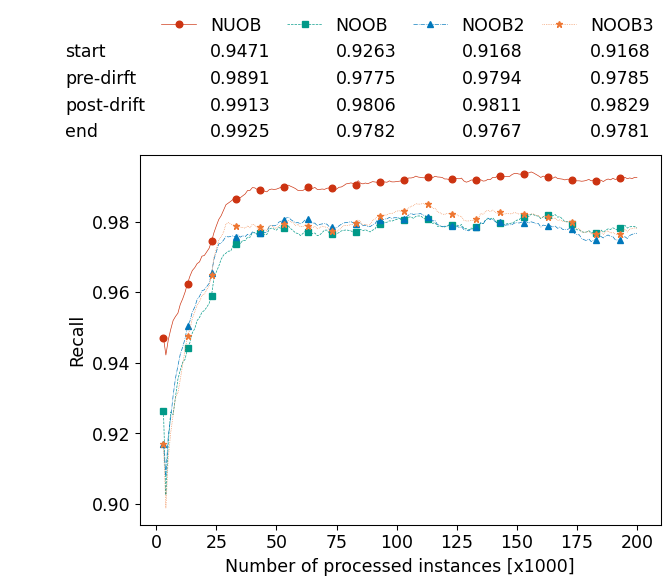 NUOB NOOB NOOB2 NOOB3
start 0.9471 0.9263 0.9168 0.9168
pre-dirft 0.9891 0.9775 0.9794 0.9785
post-drift 0.9913 0.9806 0.9811 0.9829
end 0.9925 0.9782 0.9767 0.9781
0.98
0.96
0.94
0.92
0.90
Recall
0 25 50 75 100 125 150 175 200
Number of processed instances [x1000]